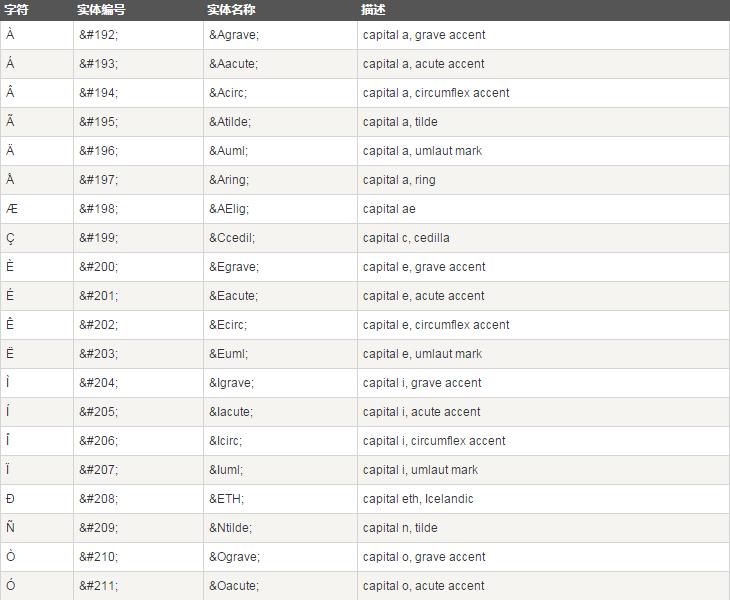 字符 实体编号 实体名称 描述
À &#192; &Agrave; capital a, grave accent
Á &#193; &Aacute; capital a, acute accent
Â &#194; &Acirc; capital a, circumflex accent
Ã &#195; &Atilde; capital a, tilde
Ä &#196; &Auml; capital a, umlaut mark
Å &#197; &Aring; capital a, ring
Æ &#198; &AElig; capital ae
Ç &#199; &Ccedil; capital c, cedilla
È &#200; &Egrave; capital e, grave accent
É &#201; &Eacute; capital e, acute accent
Ê &#202; &Ecirc; capital e, circumflex accent
Ë &#203; &Euml; capital e, umlaut mark
Ì &#204; &Igrave; capital i, grave accent
Í &#205; &Iacute; capital i, acute accent
Î &#206; &Icirc; capital i, circumflex accent
Ï &#207; &Iuml; capital i, umlaut mark
Ð &#208; &ETH; capital eth, Icelandic
Ñ &#209; &Ntilde; capital n, tilde
Ò &#210; &Ograve; capital o, grave accent
Ó &#211; &Oacute; capital o, acute accent